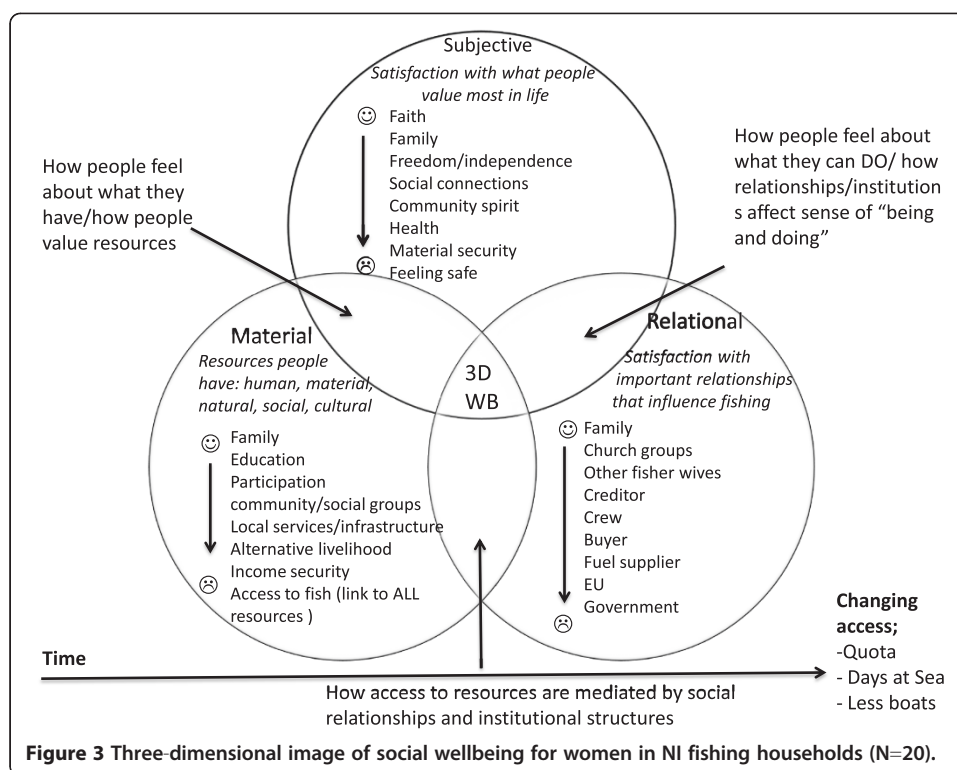 Subjective
Satisfaction with what people
value most in life
Faith
Family
Freedom/independence
Social connections
Community spirit
Health
Material security
Feeling safe
How people feel
about what they
have/how people
value resources
How people feel about
what they can DO/ how
relationships/institution
s affect sense of “being
and doing”
Material
Resources people
have: human, material,
natural, social, cultural
Family
Education
Participation
community/social groups
Local services/infrastructure
Alternative livelihood
Income security
Access to fish (link to ALL
resources )
3D
WB
Relational
Satisfaction with
important relationships
that influence fishing
Family
Church groups
Other fisher wives
Creditor
Crew
Buyer
Fuel supplier
EU
Government
Time
Changing
access;
-Quota
- Days at Sea
- Less boats
How access to resources are mediated by social
relationships and institutional structures
Figure 3 Three-dimensional image of social wellbeing for women in NI fishing households (N=20).